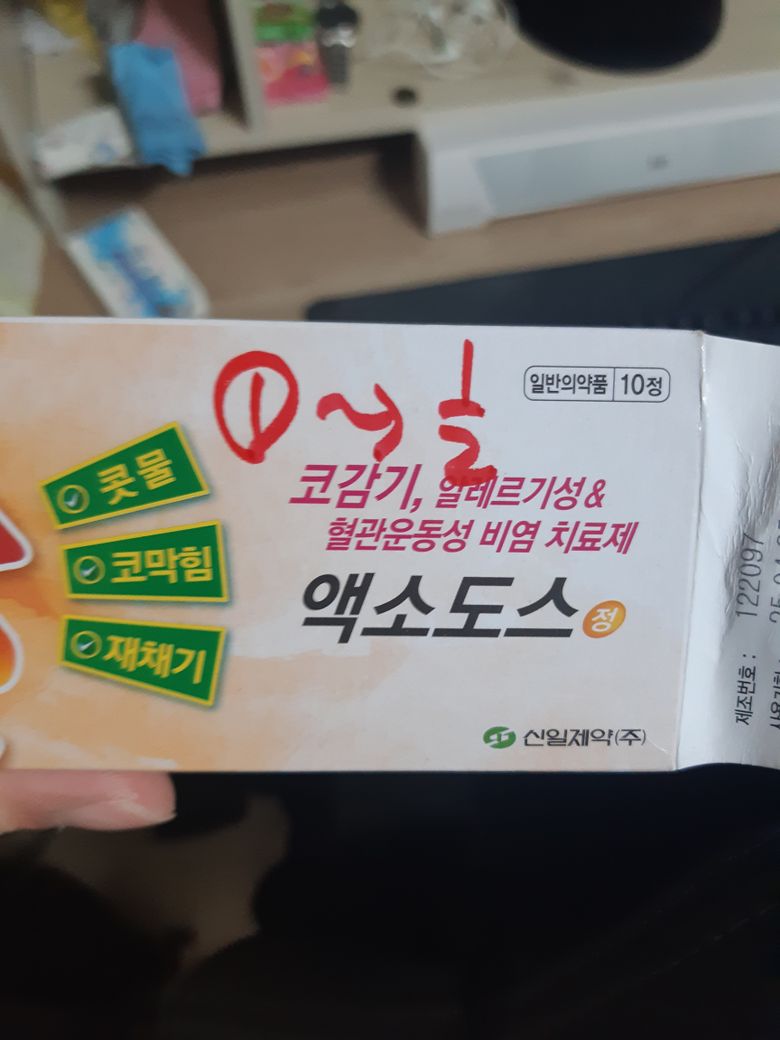 ① ~ 1/2
일반의약품 10정
콧물
코막힘
재채기
코감기, 알레르기성 &
혈관운동성 비염 치료제
액소도스 정
신일제약(주)
제조번호 : 122097